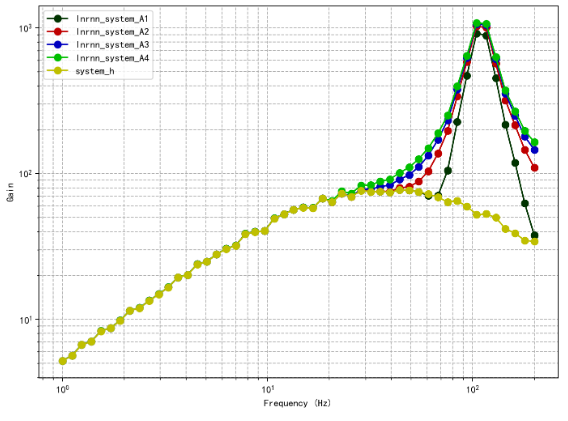 10³
10²
10¹
Gain
lnrnn_system_A1
lnrnn_system_A2
lnrnn_system_A3
lnrnn_system_A4
system_h
10⁰ 10¹ 10²
Frequency (Hz)